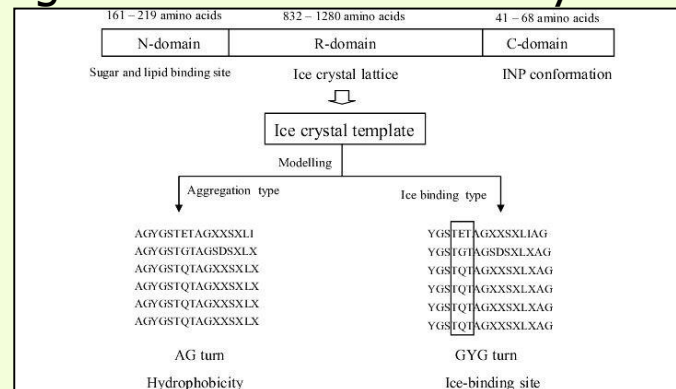 161 – 219 amino acids 832 – 1280 amino acids 41 – 68 amino acids
N-domain R-domain C-domain
Sugar and lipid binding site Ice crystal lattice INP conformation
Ice crystal template
Modelling
Aggregation type Ice binding type
AGYGSTETAGXXSXLI YGSTETAGXXSXLIAG
AGYGSTGTAGSDSXLX YGSTGTAGSDSXLXAG
AGYGSTQTAGXXSXLX YGSTQTAGXXSXLXAG
AGYGSTQTAGXXSXLX YGSTQTAGXXSXLXAG
AGYGSTQTAGXXSXLX YGSTQTAGXXSXLXAG
AGYGSTQTAGXXSXLX YGSTQTAGXXSXLXAG
AG turn GYG turn
Hydrophobicity Ice-binding site